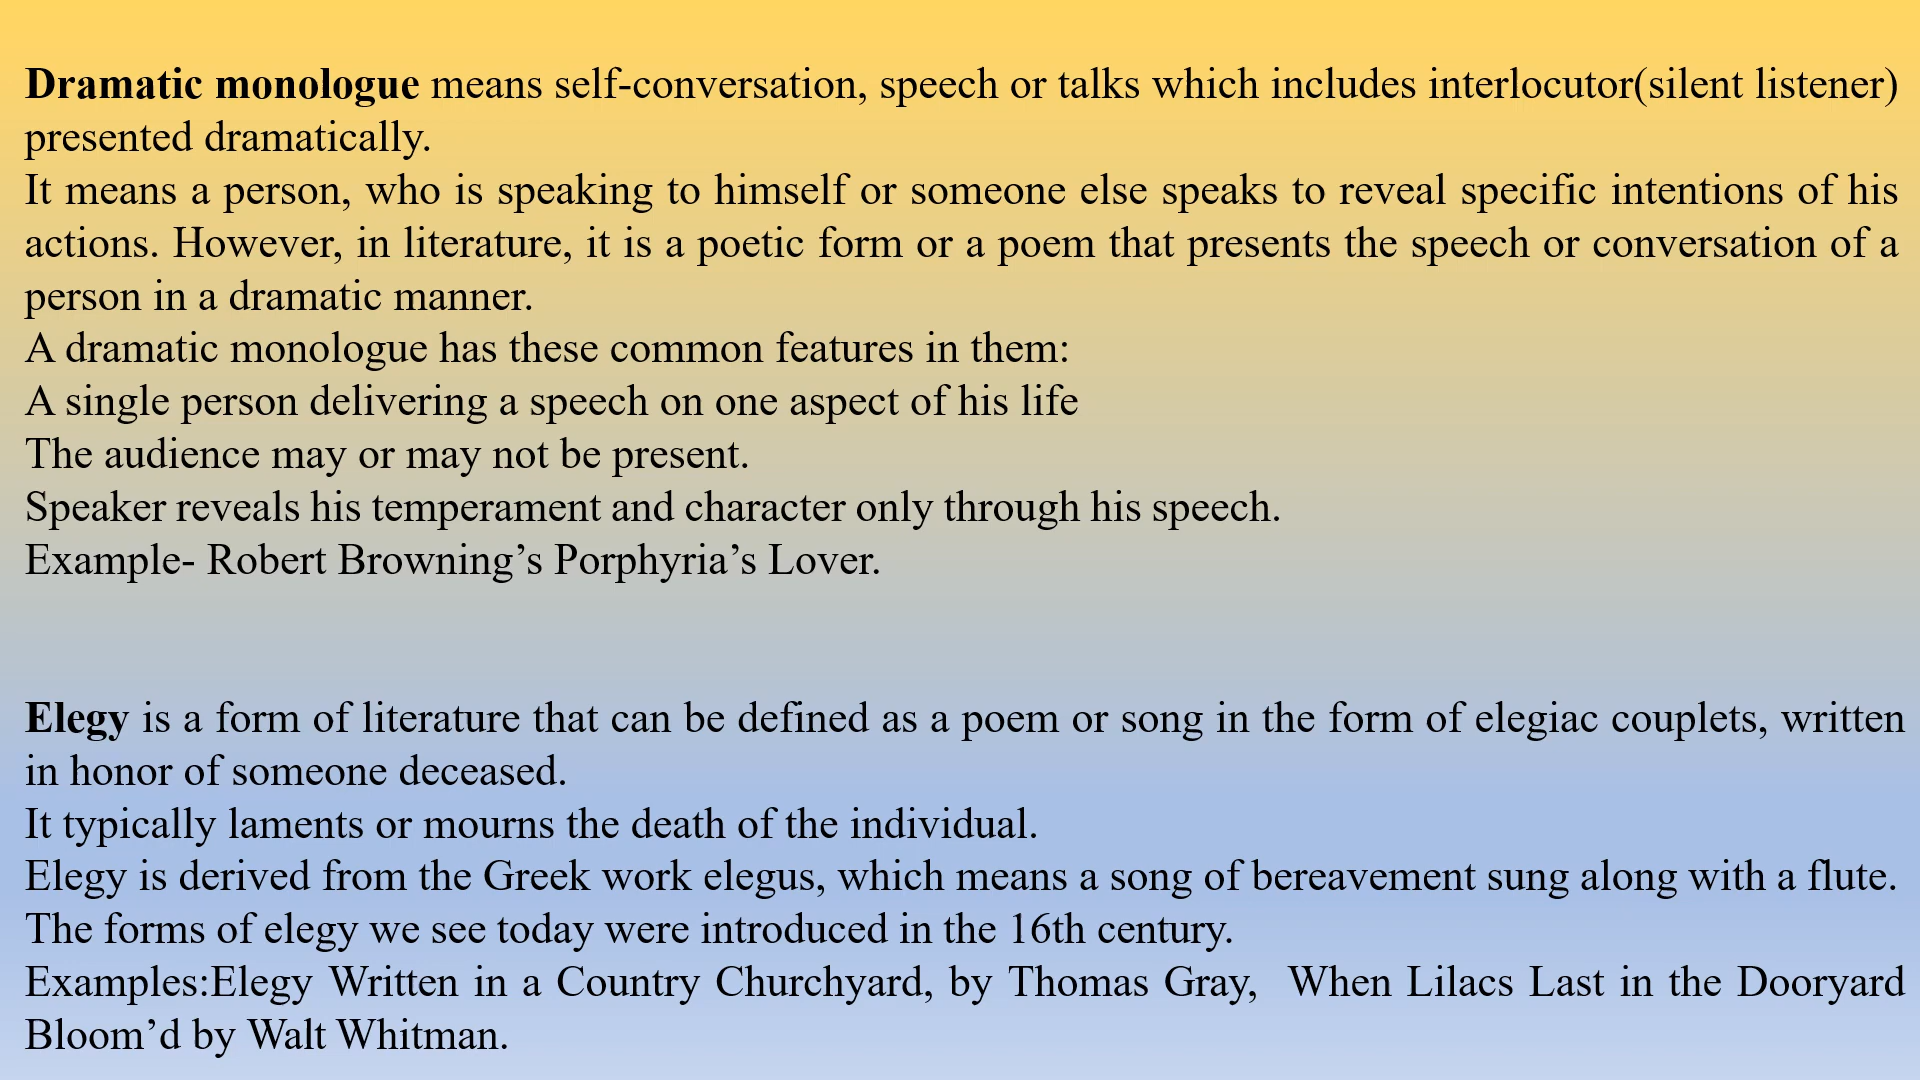 Dramatic monologue means self-conversation, speech or talks which includes interlocutor(silent listener)
presented dramatically.
It means a person, who is speaking to himself or someone else speaks to reveal specific intentions of his
actions. However, in literature, it is a poetic form or a poem that presents the speech or conversation of a
person in a dramatic manner.
A dramatic monologue has these common features in them:
A single person delivering a speech on one aspect of his life
The audience may or may not be present.
Speaker reveals his temperament and character only through his speech.
Example- Robert Browning’s Porphyria’s Lover.
Elegy is a form of literature that can be defined as a poem or song in the form of elegiac couplets, written
in honor of someone deceased.
It typically laments or mourns the death of the individual.
Elegy is derived from the Greek work elegus, which means a song of bereavement sung along with a flute.
The forms of elegy we see today were introduced in the 16th century.
Examples:Elegy Written in a Country Churchyard, by Thomas Gray,  When Lilacs Last in the Dooryard
Bloom’d by Walt Whitman.